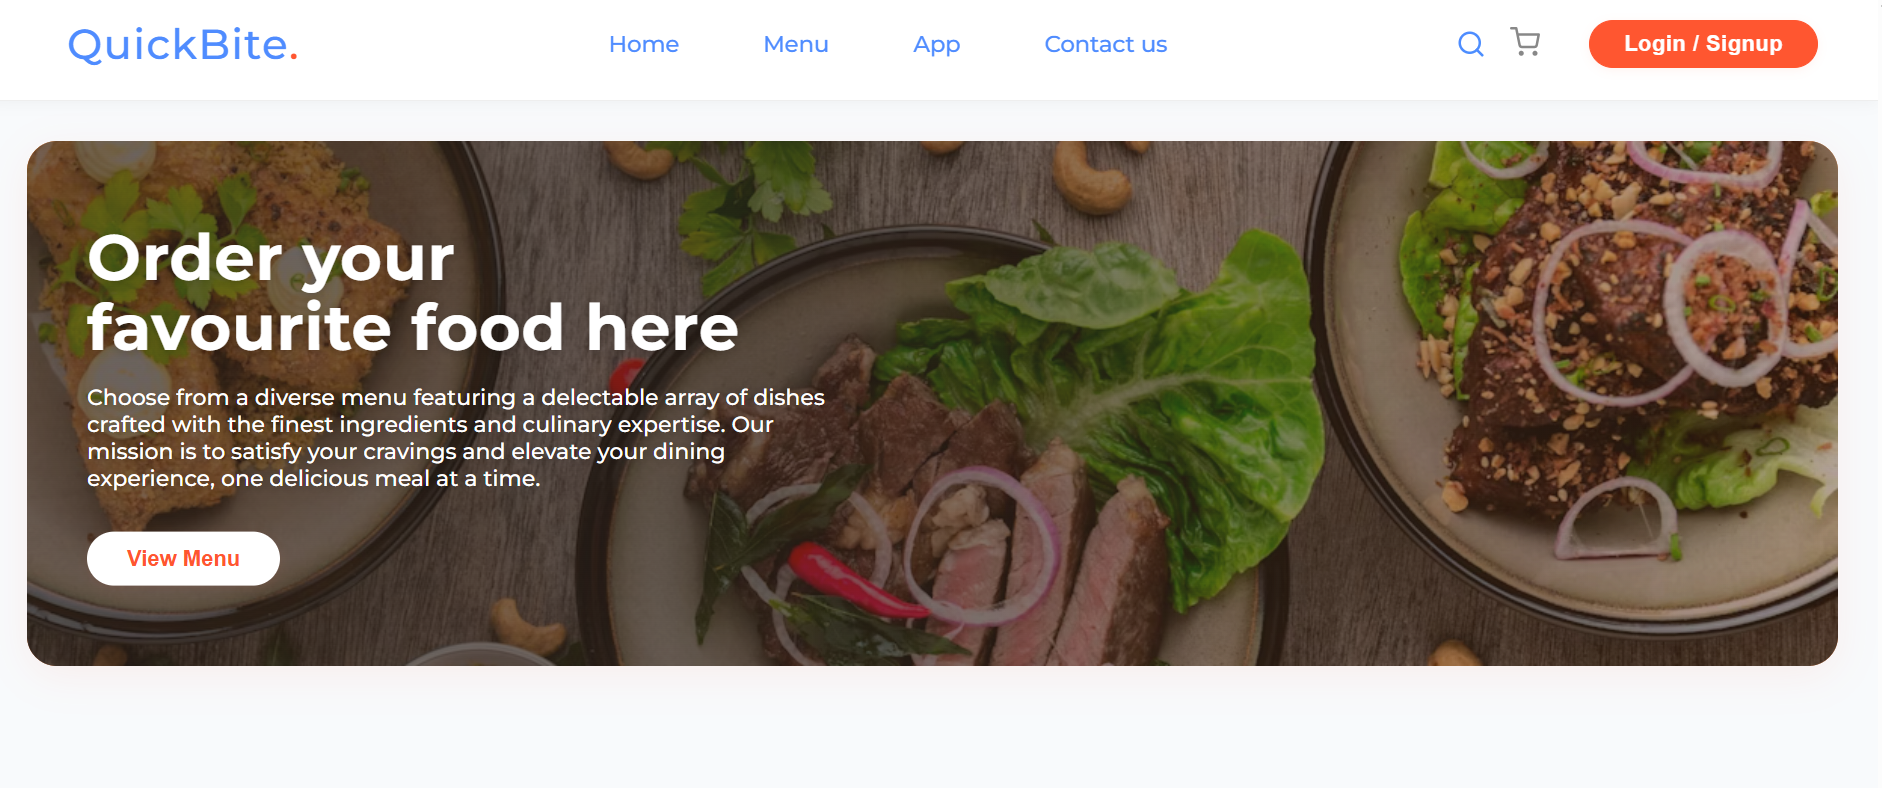 QuickBite.
Home
Menu
App
Contact us
Login / Signup
Order your
favourite food here
Choose from a diverse menu featuring a delectable array of dishes
crafted with the finest ingredients and culinary expertise. Our
mission is to satisfy your cravings and elevate your dining
experience, one delicious meal at a time.
View Menu